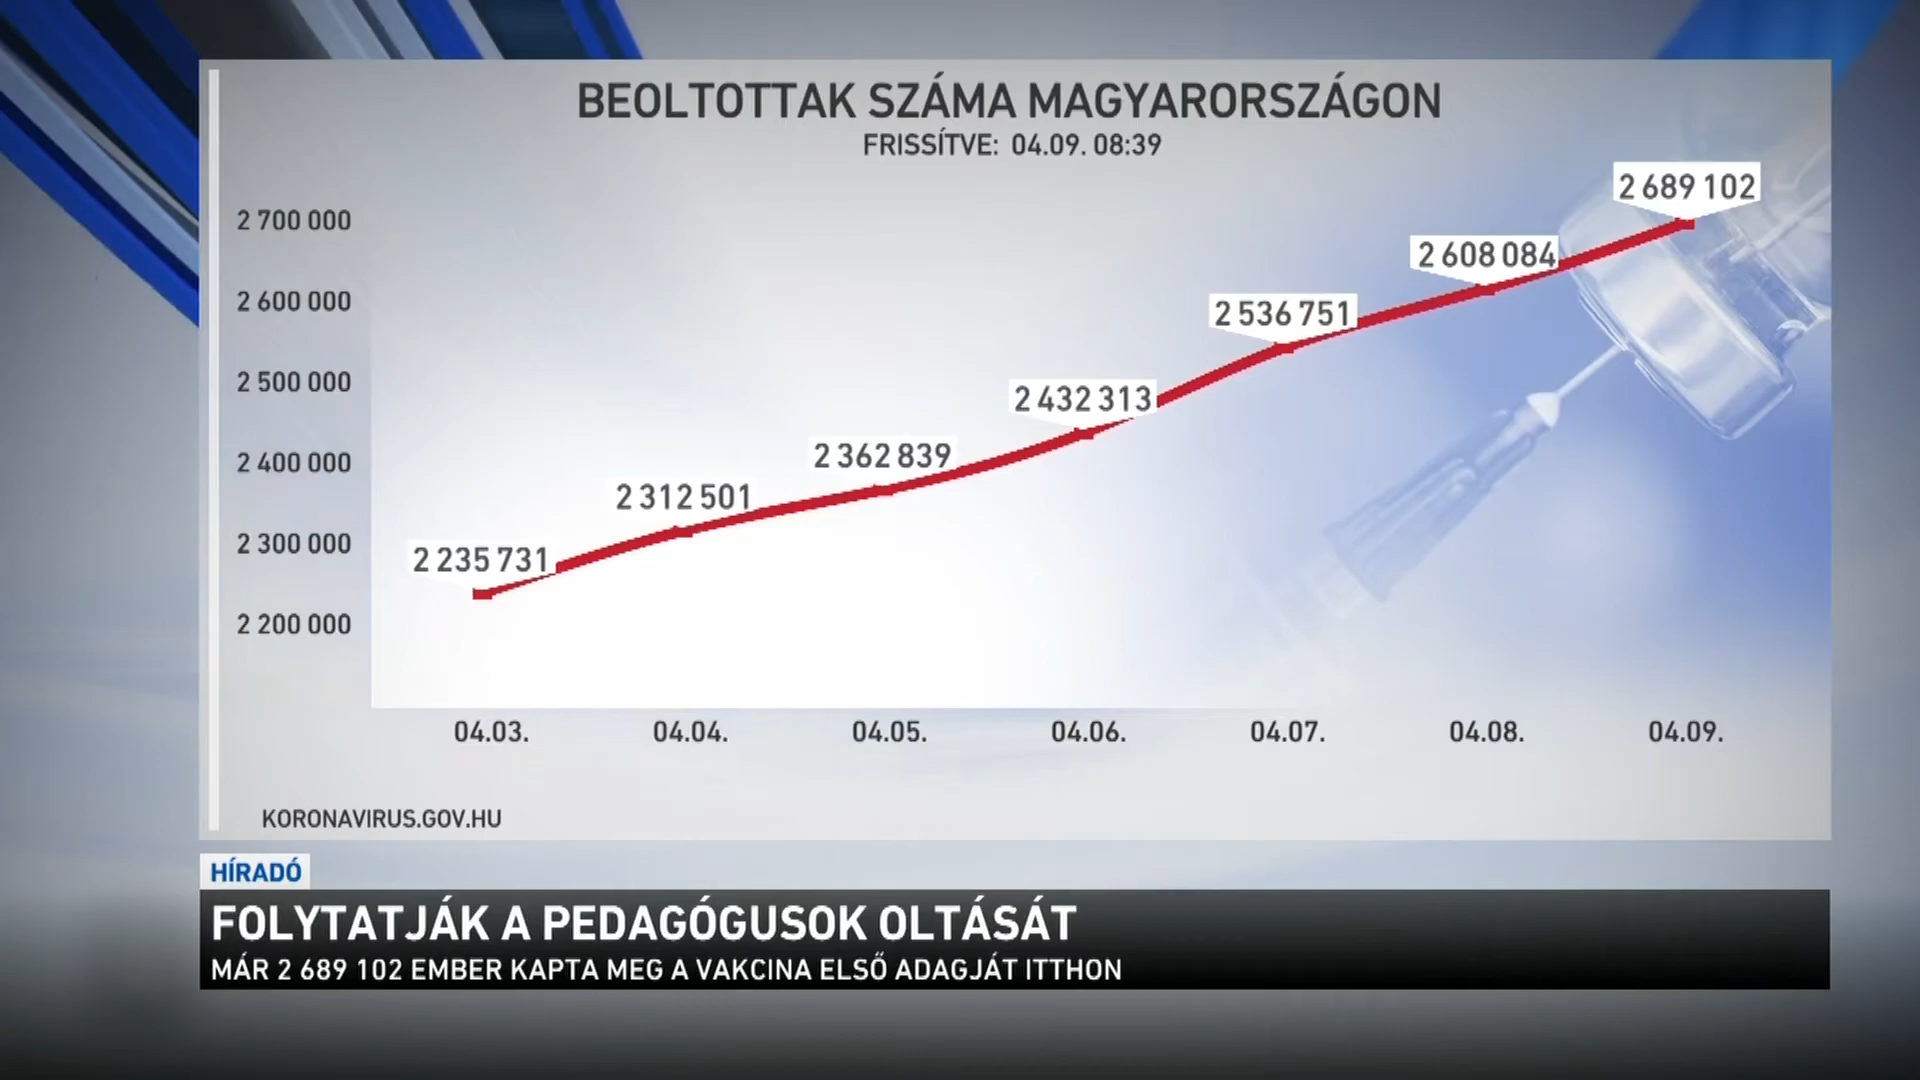 BEOLTOTTAK SZÁMA MAGYARORSZÁGON
FRISSÍTVE: 04.09. 08:39
2 700 000
2 600 000
2 500 000
2 400 000
2 300 000
2 200 000
2 235 731
2 312 501
2 362 839
2 432 313
2 536 751
2 608 084
2 689 102
04.03. 04.04. 04.05. 04.06. 04.07. 04.08. 04.09.
KORONAVIRUS.GOV.HU
HÍRADÓ
FOLYTATJÁK A PEDAGÓGUSOK OLTÁSÁT
MÁR 2 689 102 EMBER KAPTA MEG A VAKCINA ELSŐ ADAGJÁT ITTHON